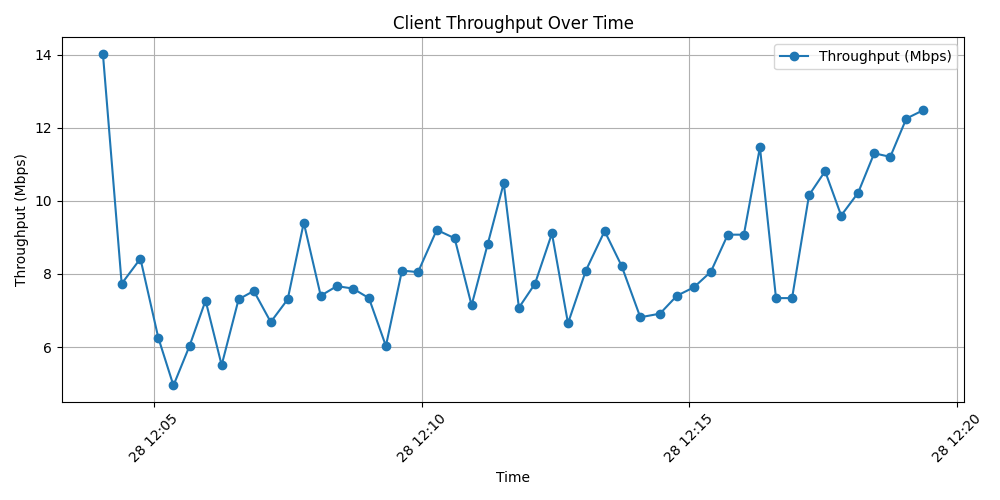 Client Throughput Over Time
Throughput (Mbps)
14
12
10
8
6
Throughput (Mbps)
28 12:05
28 12:10
28 12:15
28 12:20
Time